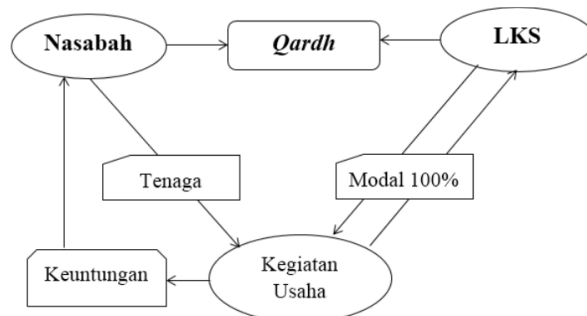 Nasabah
Qardh
LKS
Tenaga
Modal 100%
Keuntungan
Kegiatan
Usaha